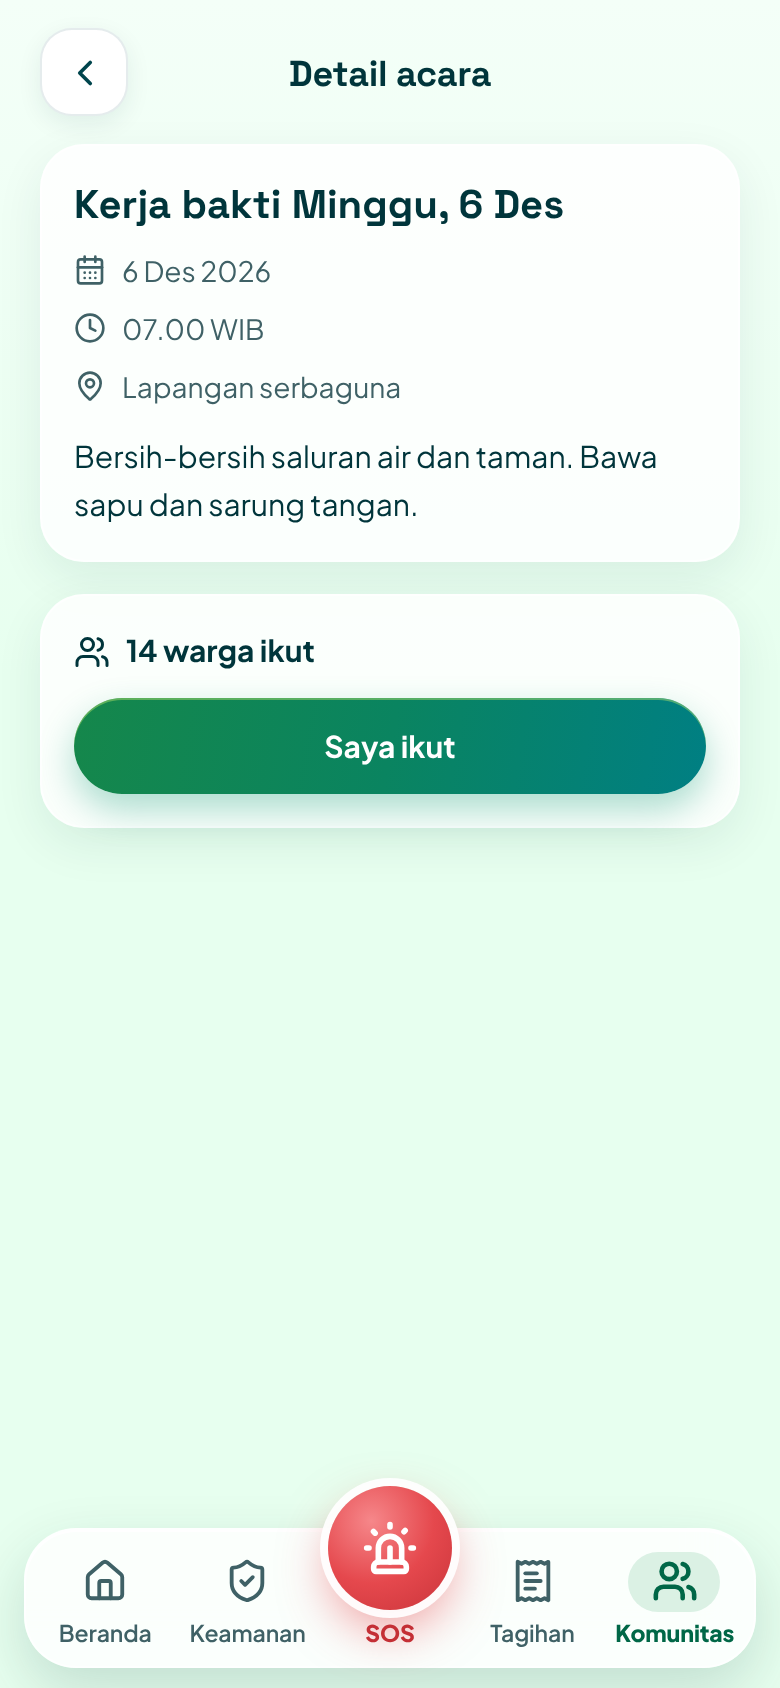 Detail acara
Kerja bakti Minggu, 6 Des
6 Des 2026
07.00 WIB
Lapangan serbaguna
Bersih-bersih saluran air dan taman. Bawa
sapu dan sarung tangan.
14 warga ikut
Saya ikut
Beranda
Keamanan
SOS
Tagihan
Komunitas